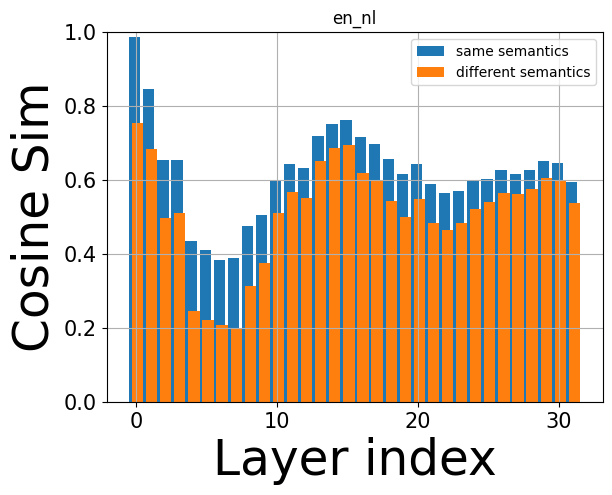 en_nl
same semantics
different semantics
Cosine Sim
1.0
0.8
0.6
0.4
0.2
0.0
0 10 20 30
Layer index